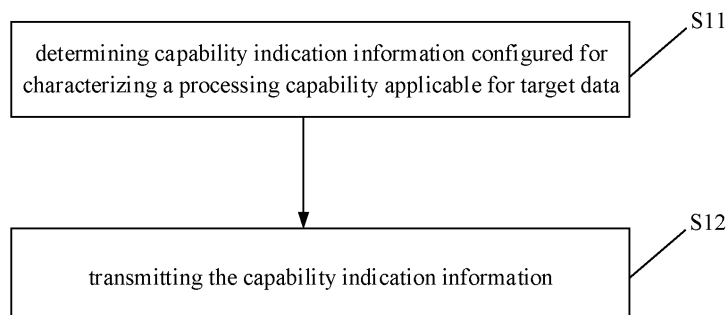 S11
determining capability indication information configured for
characterizing a processing capability applicable for target data
S12
transmitting the capability indication information